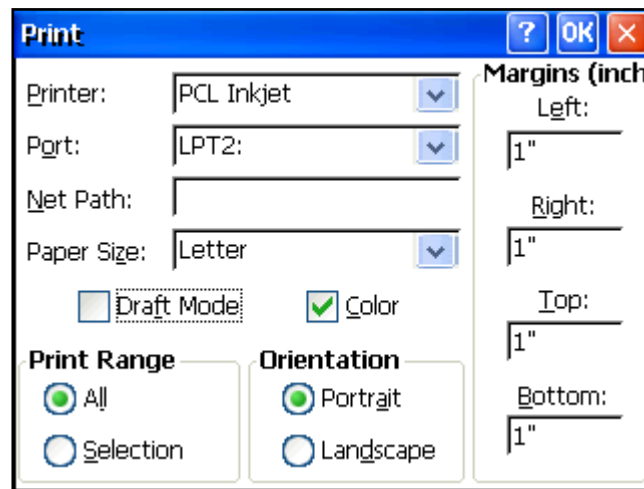 Print ? OK
Printer: PCL Inkjet
Port: LPT2:
Net Path:
Paper Size: Letter
Draft Mode Color
Print Range
All
Selection
Orientation
Portrait
Landscape
Margins (inch
Left:
1"
Right:
1"
Top:
1"
Bottom:
1"